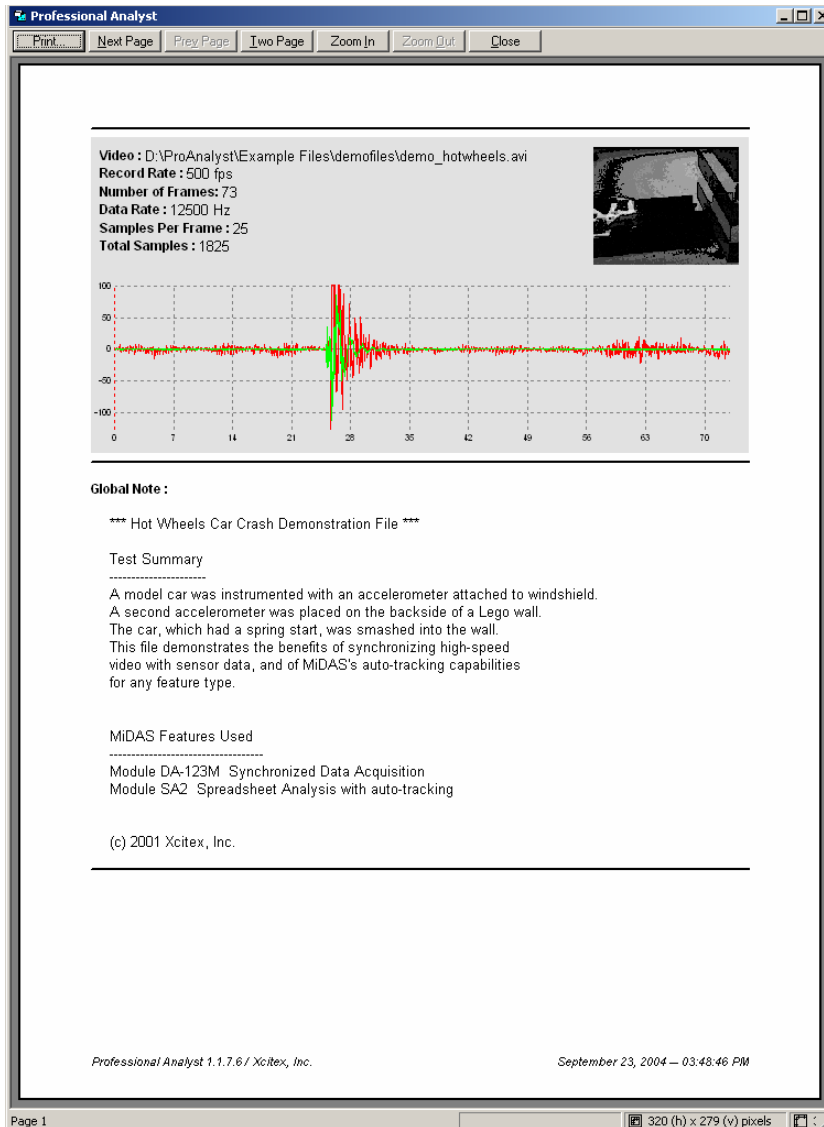 Professional Analyst
Print... Next Page Prev Page Two Page Zoom In Zoom Out Close
Video : D:\ProAnalyst\Example Files\demofiles\demo_hotwheels.avi
Record Rate : 500 fps
Number of Frames: 73
Data Rate : 12500 Hz
Samples Per Frame : 25
Total Samples : 1825
100
50
0
-50
-100
0 7 14 21 28 35 42 49 56 63 70
Global Note :
*** Hot Wheels Car Crash Demonstration File ***
Test Summary
----------------------
A model car was instrumented with an accelerometer attached to windshield.
A second accelerometer was placed on the backside of a Lego wall.
The car, which had a spring start, was smashed into the wall.
This file demonstrates the benefits of synchronizing high-speed
video with sensor data, and of MiDAS's auto-tracking capabilities
for any feature type.
MiDAS Features Used
-----------------------------------
Module DA-123M  Synchronized Data Acquisition
Module SA2  Spreadsheet Analysis with auto-tracking
(c) 2001 Xcitex, Inc.
Professional Analyst 1.1.7.6 / Xcitex, Inc. September 23, 2004 -- 03:48:46 PM
Page 1 320 (h) x 279 (v) pixels